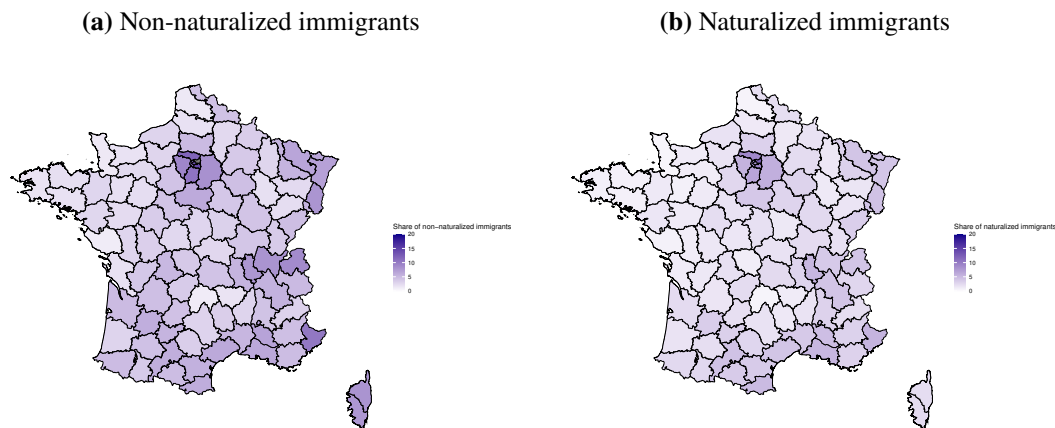 (a) Non-naturalized immigrants
(b) Naturalized immigrants
Share of non-naturalized immigrants
20
15
10
5
0
Share of naturalized immigrants
20
15
10
5
0